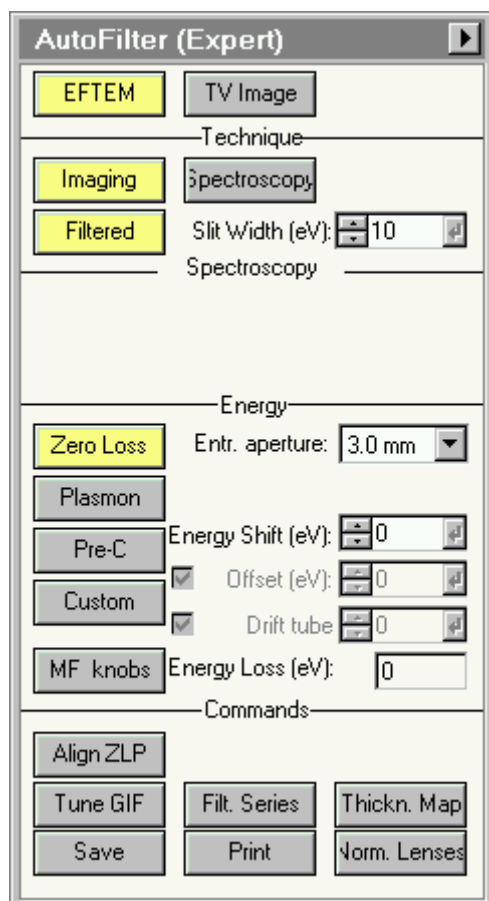 AutoFilter (Expert)
EFTEM TV Image
Technique
Imaging Spectroscopy
Filtered Slit Width (eV): 10
Spectroscopy
Energy
Zero Loss Entr. aperture: 3.0 mm
Plasmon
Pre-C Energy Shift (eV): 0
Offset (eV): 0
Custom
Drift tube 0
MF knobs Energy Loss (eV): 0
Commands
Align ZLP
Tune GIF Filt. Series Thickn. Map
Save Print Norm. Lenses